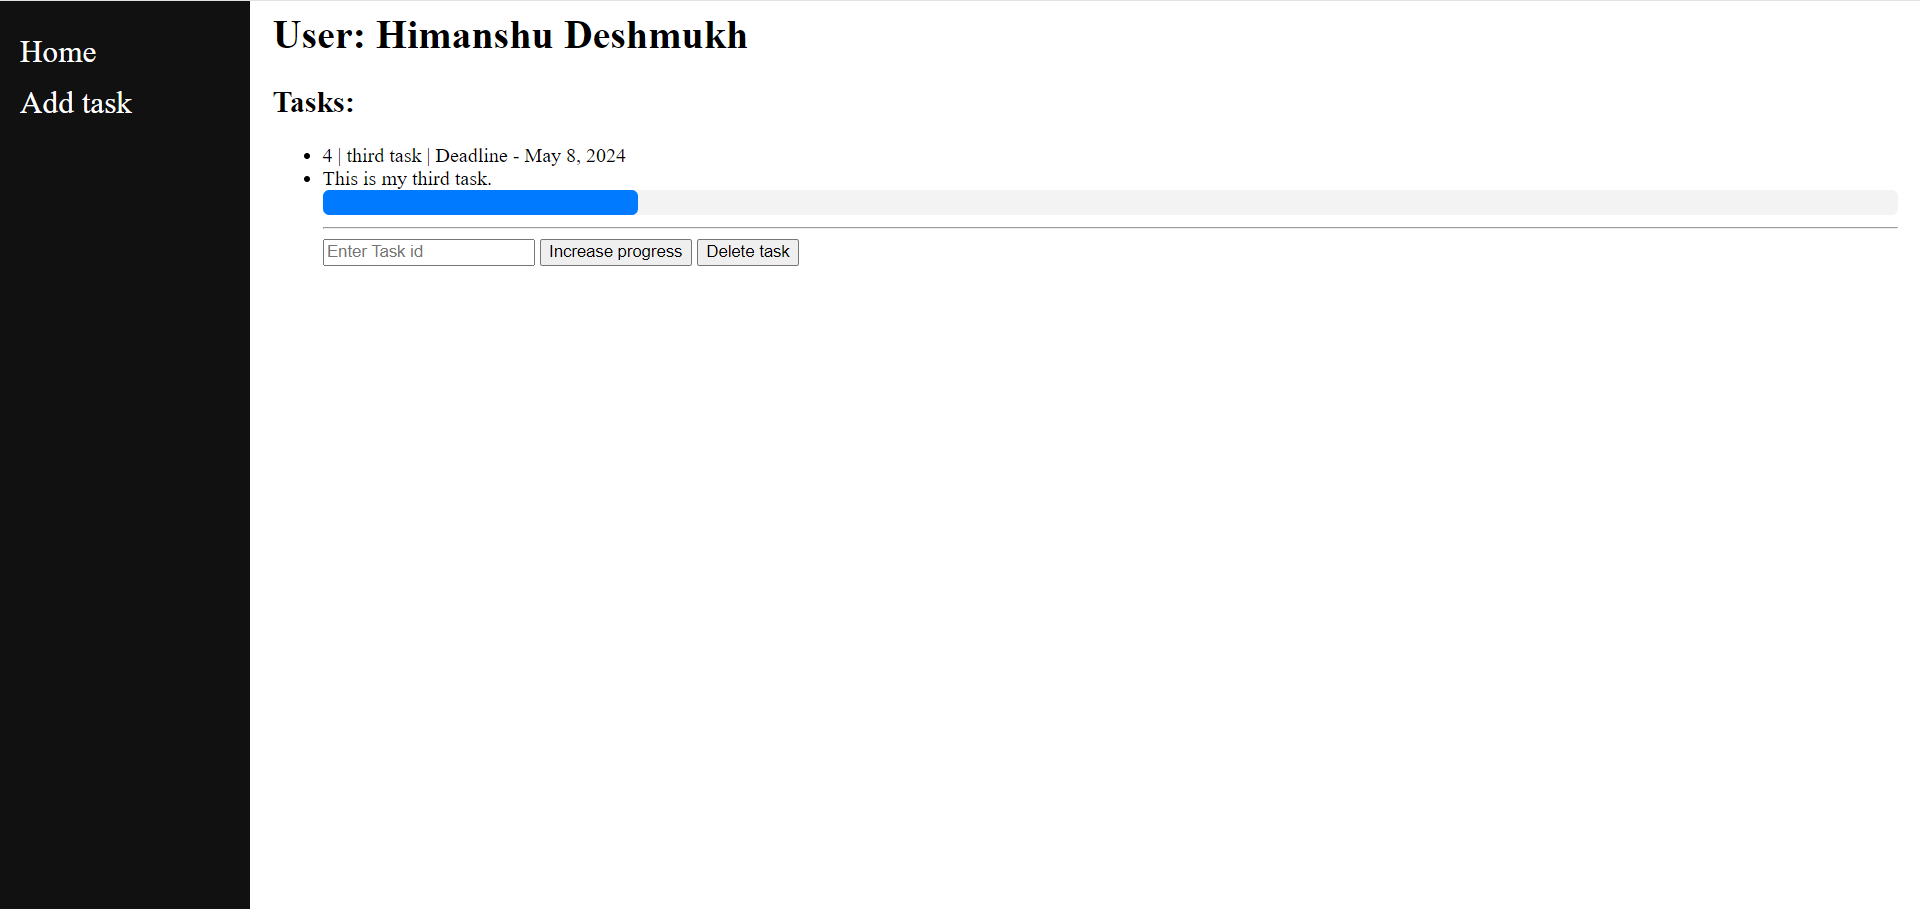 Home
Add task
User: Himanshu Deshmukh
Tasks:
4 | third task | Deadline - May 8, 2024
This is my third task.
Enter Task id Increase progress Delete task